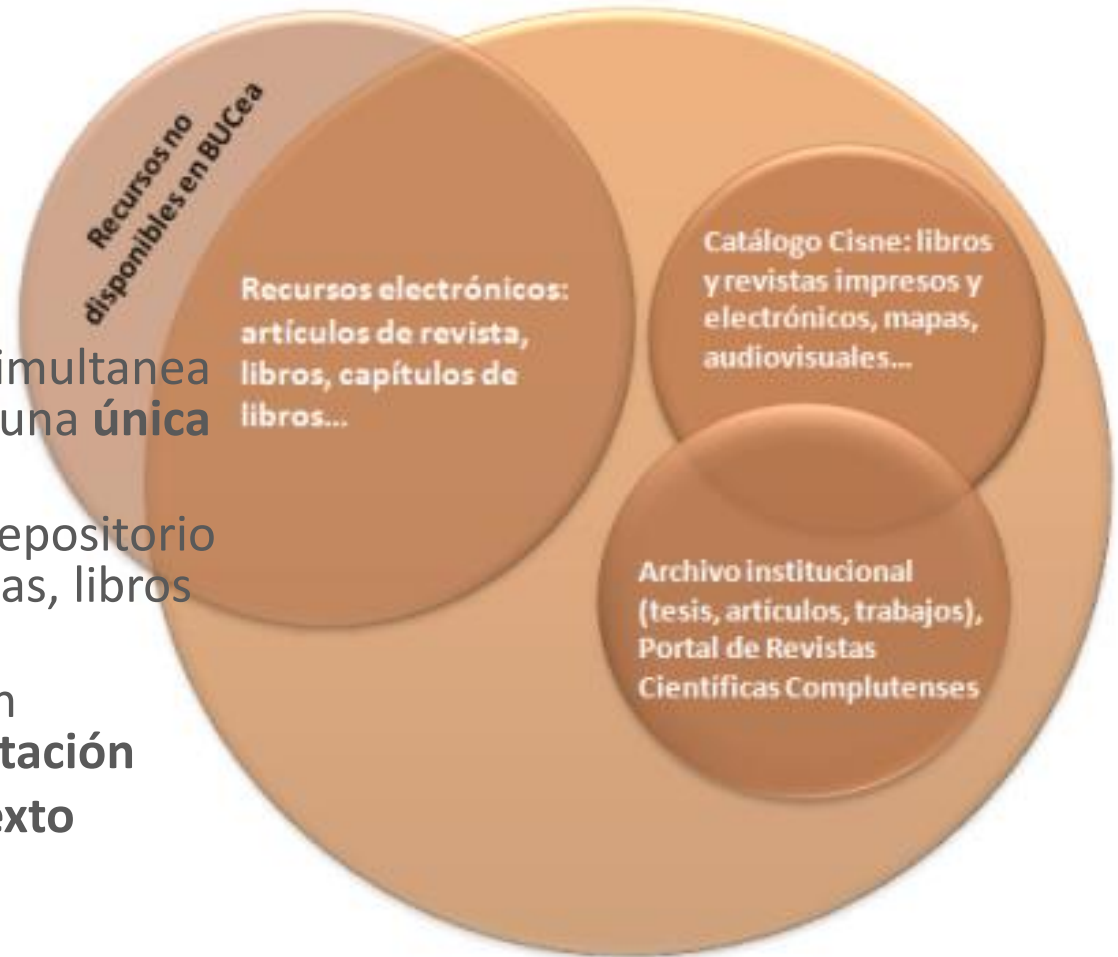 Recursos no
disponibles en BUCea
Recursos electrónicos:
artículos de revista,
libros, capítulos de
libros...
Catálogo Cisne: libros
y revistas impresos y
electrónicos, mapas,
audiovisuales...
Archivo institucional
(tesis, artículos, trabajos),
Portal de Revistas
Científicas Complutenses
imultanea
una única
epositorio
as, libros
n
tación
exto